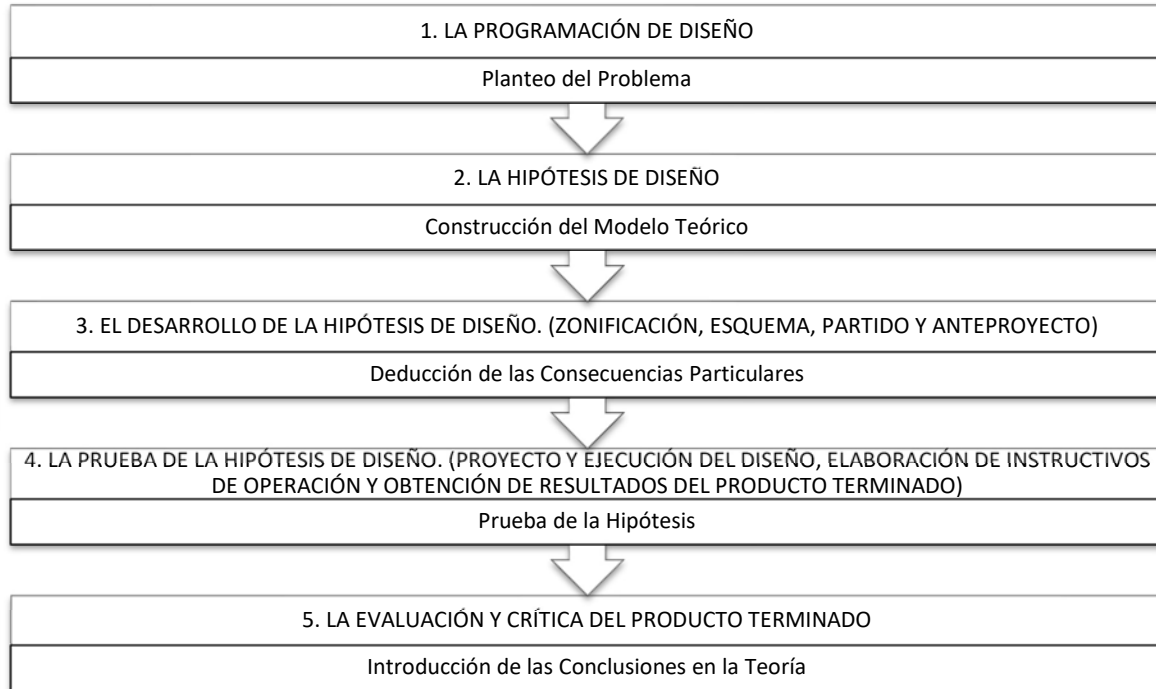 1. LA PROGRAMACIÓN DE DISEÑO
Planteo del Problema
2. LA HIPÓTESIS DE DISEÑO
Construcción del Modelo Teórico
3. EL DESARROLLO DE LA HIPÓTESIS DE DISEÑO. (ZONIFICACIÓN, ESQUEMA, PARTIDO Y ANTEPROYECTO)
Deducción de las Consecuencias Particulares
4. LA PRUEBA DE LA HIPÓTESIS DE DISEÑO. (PROYECTO Y EJECUCIÓN DEL DISEÑO, ELABORACIÓN DE INSTRUCTIVOS
DE OPERACIÓN Y OBTENCIÓN DE RESULTADOS DEL PRODUCTO TERMINADO)
Prueba de la Hipótesis
5. LA EVALUACIÓN Y CRÍTICA DEL PRODUCTO TERMINADO
Introducción de las Conclusiones en la Teoría